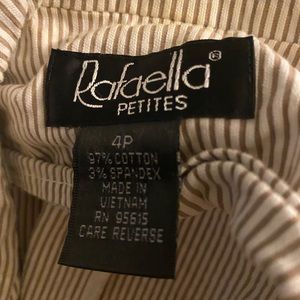 Rafaella®
PETITES
4P
97% COTTON
3% SPANDEX
MADE IN
VIETNAM
RN 95615
CARE REVERSE